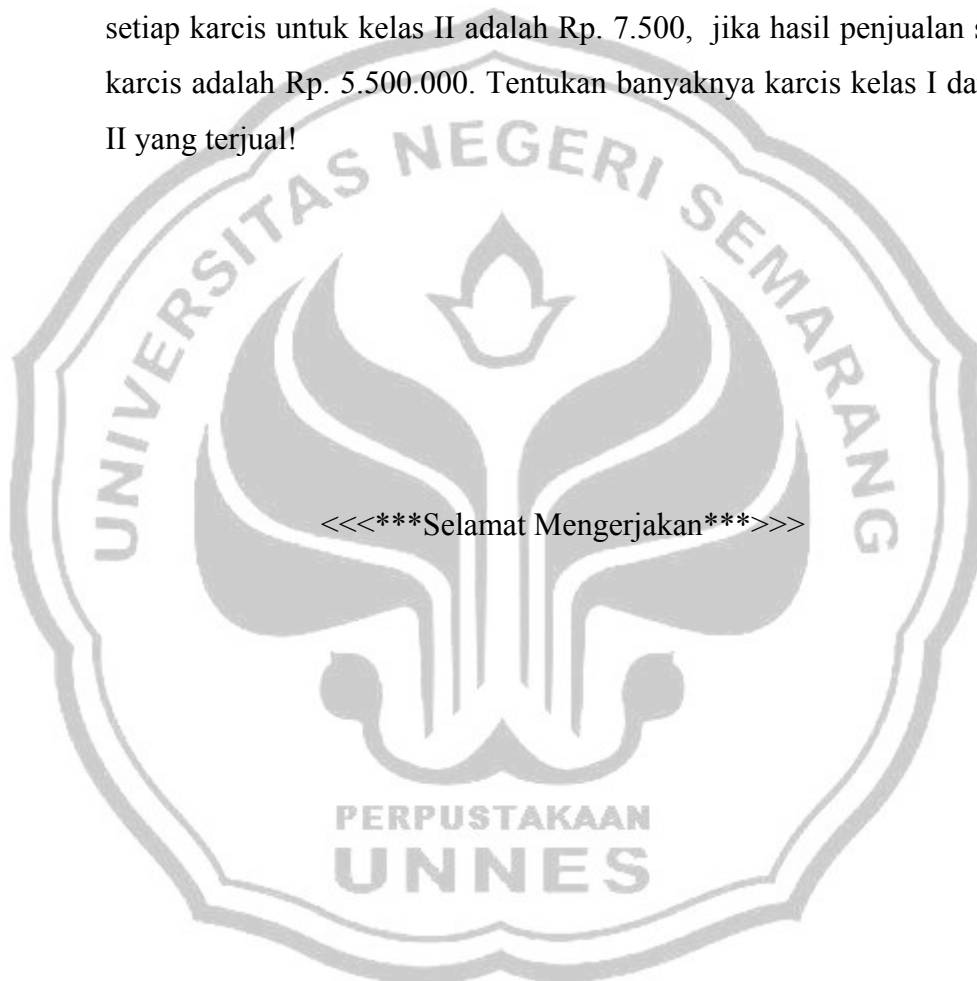 setiap karcis untuk kelas II adalah Rp. 7.500, jika hasil penjualan
karcis adalah Rp. 5.500.000. Tentukan banyaknya karcis kelas I
II yang terjual!
UNIVERSITAS NEGERI SEMARANG
<<<***Selamat Mengerjakan***>>>
PERPUSTAKAAN
UNNES